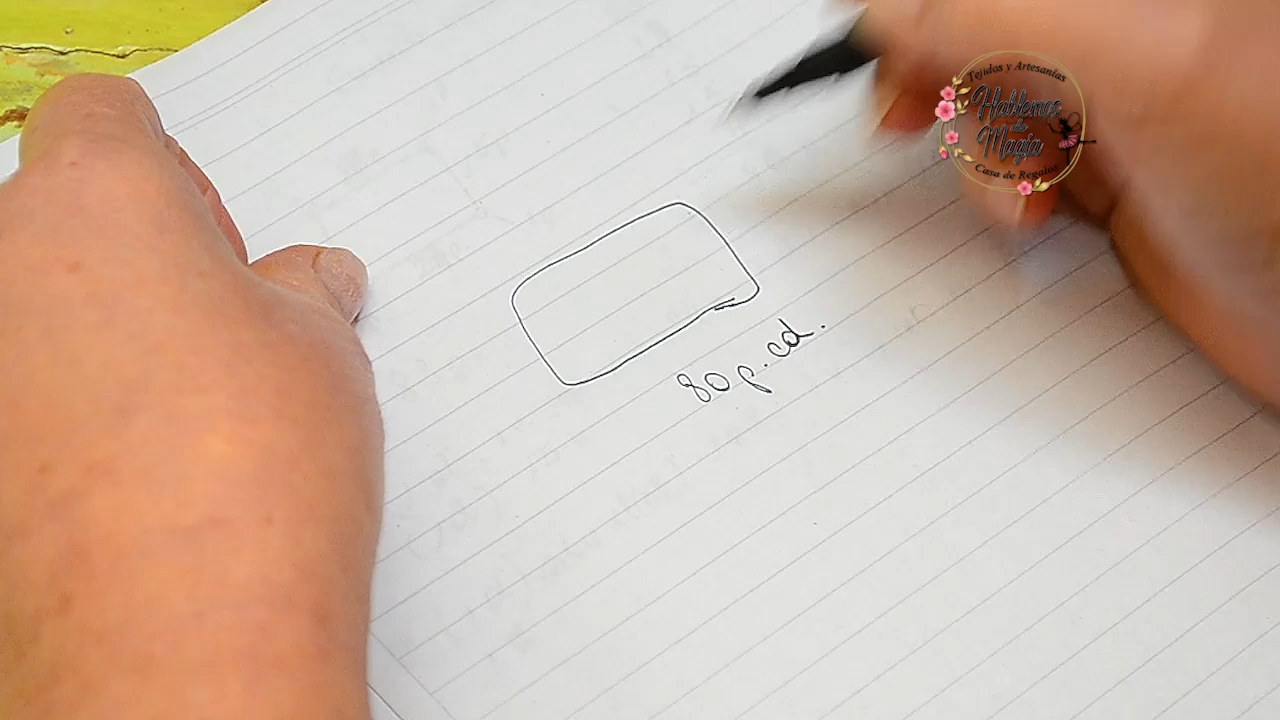 Tejidos y Artesanías
Hablemos
de
Magia
Casa de Regalos
80 p.cd.